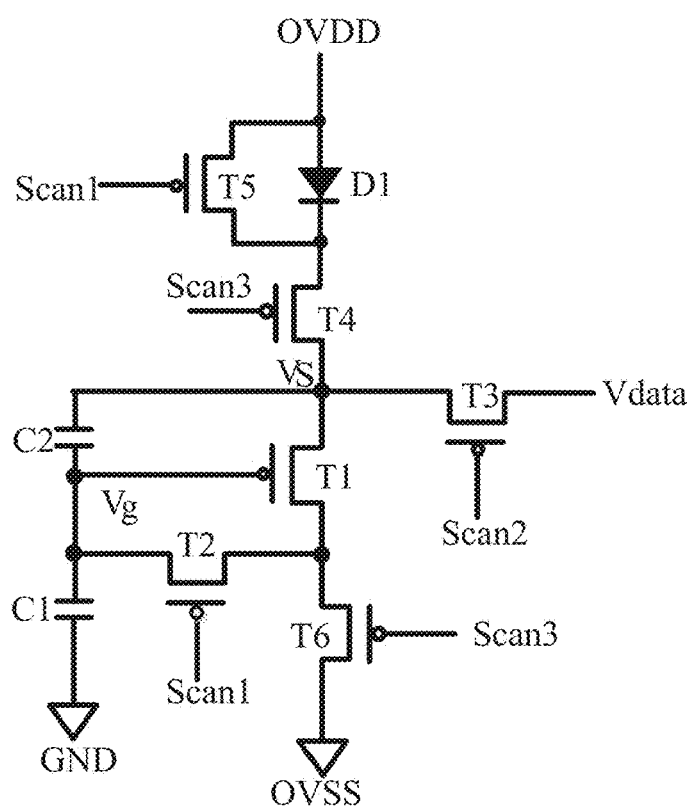 OVDD
Scan1
T5
D1
Scan3
T4
VS
T3
Vdata
C2
T1
Vg
Scan2
T2
C1
T6
Scan3
Scan1
GND
OVSS